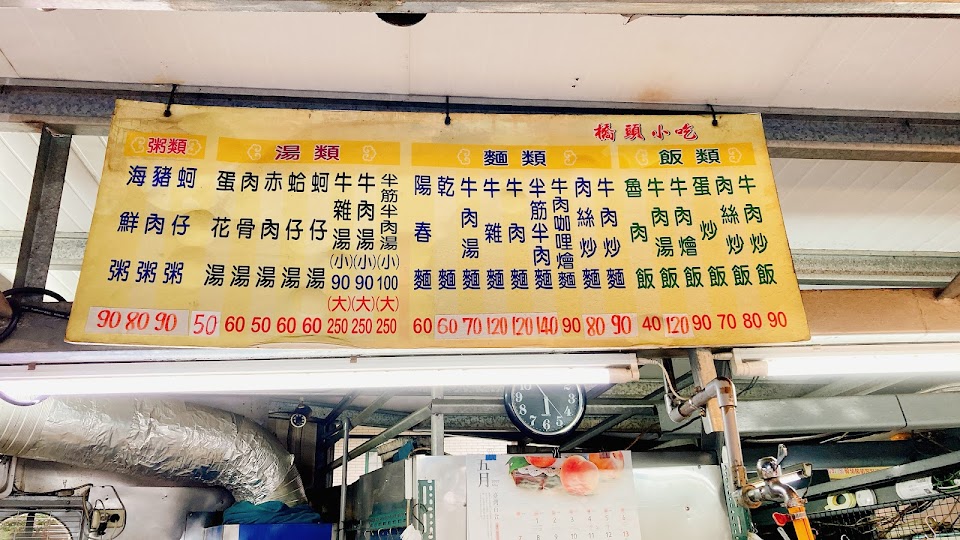 橋頭小吃
粥類
海鮮粥 90
豬肉粥 80
蚵仔粥 90
湯類
蛋花湯 50
肉骨湯 60
赤肉湯 50
蛤仔湯 60
蚵仔湯 60
牛雜湯(小)90(大)250
牛肉湯(小)90(大)250
半筋半肉湯(小)100(大)250
麵類
陽春麵 60
乾麵 60
牛肉湯麵 70
牛雜麵 120
牛肉麵 120
半筋半肉麵 140
牛肉咖哩燴麵 90
肉絲炒麵 80
牛肉炒麵 90
飯類
魯肉飯 40
牛肉湯飯 120
牛肉燴飯 90
蛋炒飯 70
肉絲炒飯 80
牛肉炒飯 90
五月